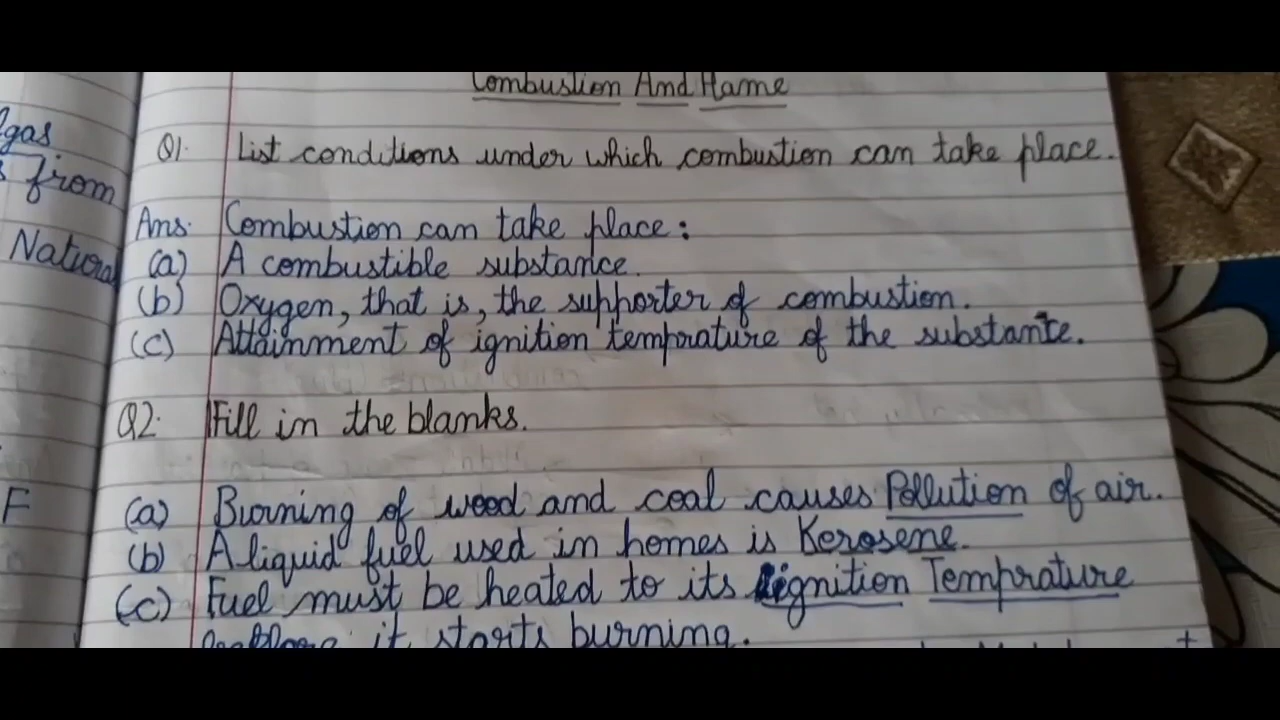 Combustion And Flame
gas
from
Natural
F
Q1. List conditions under which combustion can take place.
Ans. Combustion can take place:
(a) A combustible substance.
(b) Oxygen, that is, the supporter of combustion.
(c) Attainment of ignition temprature of the substante.
Q2. Fill in the blanks.
(a) Burning of wood and coal causes Pollution of air.
(b) A liquid fuel used in homes is Kerosene.
(c) Fuel must be heated to its ignition Temprature
it starts burning.